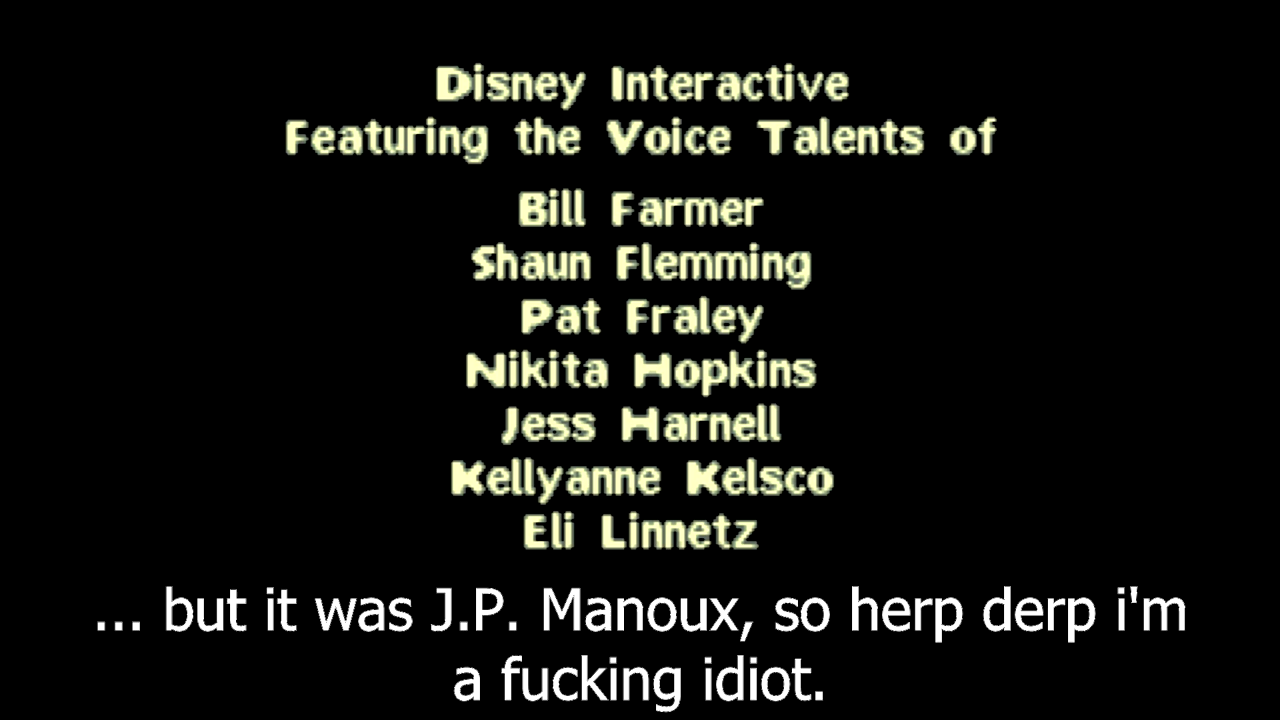 Disney Interactive
Featuring the Voice Talents of
Bill Farmer
Shaun Flemming
Pat Fraley
Nikita Hopkins
Jess Harnell
Kellyanne Kelsco
Eli Linnetz
... but it was J.P. Manoux, so herp derp i'm
a fucking idiot.